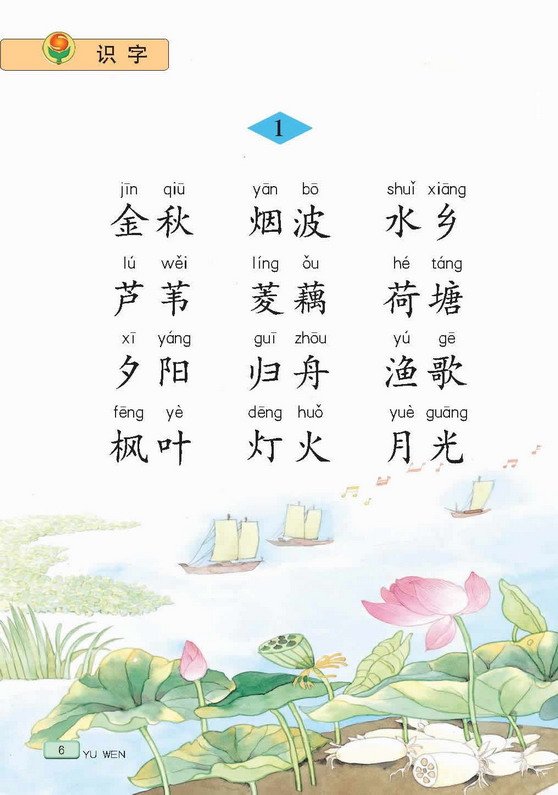 识字
1
jīn qiū yān bō shuǐ xiāng
金秋 烟波 水乡
lú wěi líng ǒu hé táng
芦苇 菱藕 荷塘
xī yáng guī zhōu yú gē
夕阳 归舟 渔歌
fēng yè dēng huǒ yuè guāng
枫叶 灯火 月光
6 YU WEN